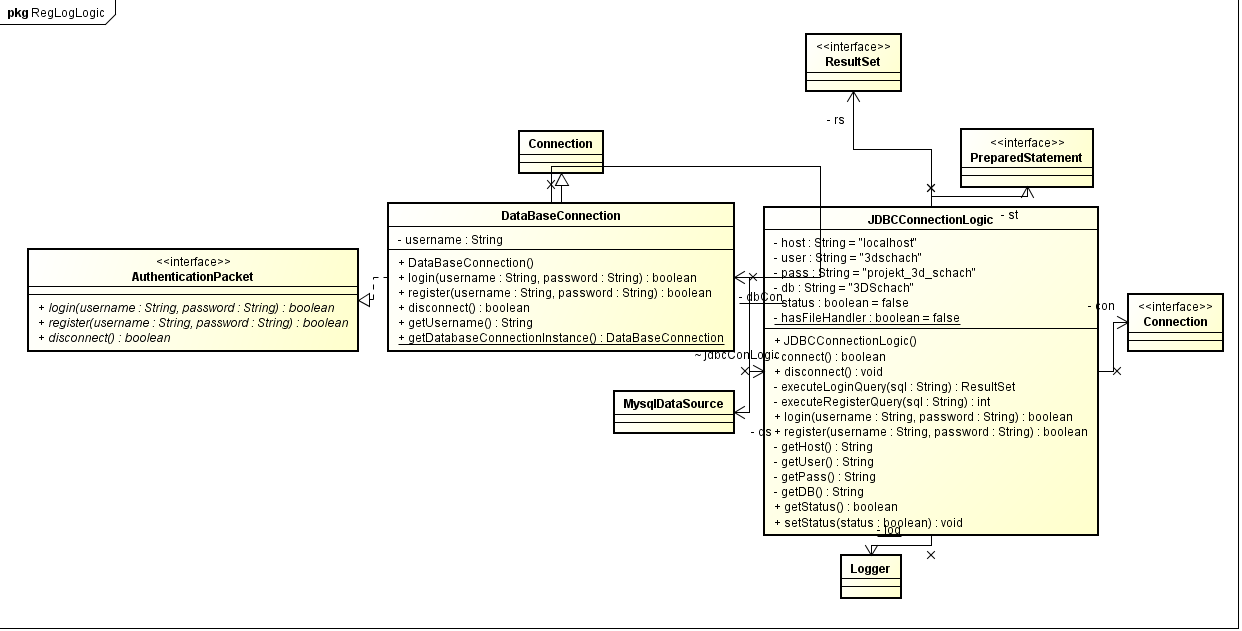 pkg RegLogLogic
<<interface>>
ResultSet
- rs
<<interface>>
PreparedStatement
- st
Connection
DataBaseConnection
- username : String
+ DataBaseConnection()
+ login(username : String, password : String) : boolean
+ register(username : String, password : String) : boolean
+ disconnect() : boolean
+ getUsername() : String
+ getDatabaseConnectionInstance() : DataBaseConnection
<<interface>>
AuthenticationPacket
+ login(username : String, password : String) : boolean
+ register(username : String, password : String) : boolean
+ disconnect() : boolean
- dbCon
~ jdbcConLogic
MysqlDataSource
- ds
JDBCConnectionLogic
- host : String = "localhost"
- user : String = "3dschach"
- pass : String = "projekt_3d_schach"
- db : String = "3DSchach"
status : boolean = false
- hasFileHandler : boolean = false
+ JDBCConnectionLogic()
connect() : boolean
+ disconnect() : void
- executeLoginQuery(sql : String) : ResultSet
- executeRegisterQuery(sql : String) : int
+ login(username : String, password : String) : boolean
+ register(username : String, password : String) : boolean
- getHost() : String
- getUser() : String
- getPass() : String
- getDB() : String
+ getStatus() : boolean
+ setStatus(status : boolean) : void
- con
<<interface>>
Connection
- log
Logger